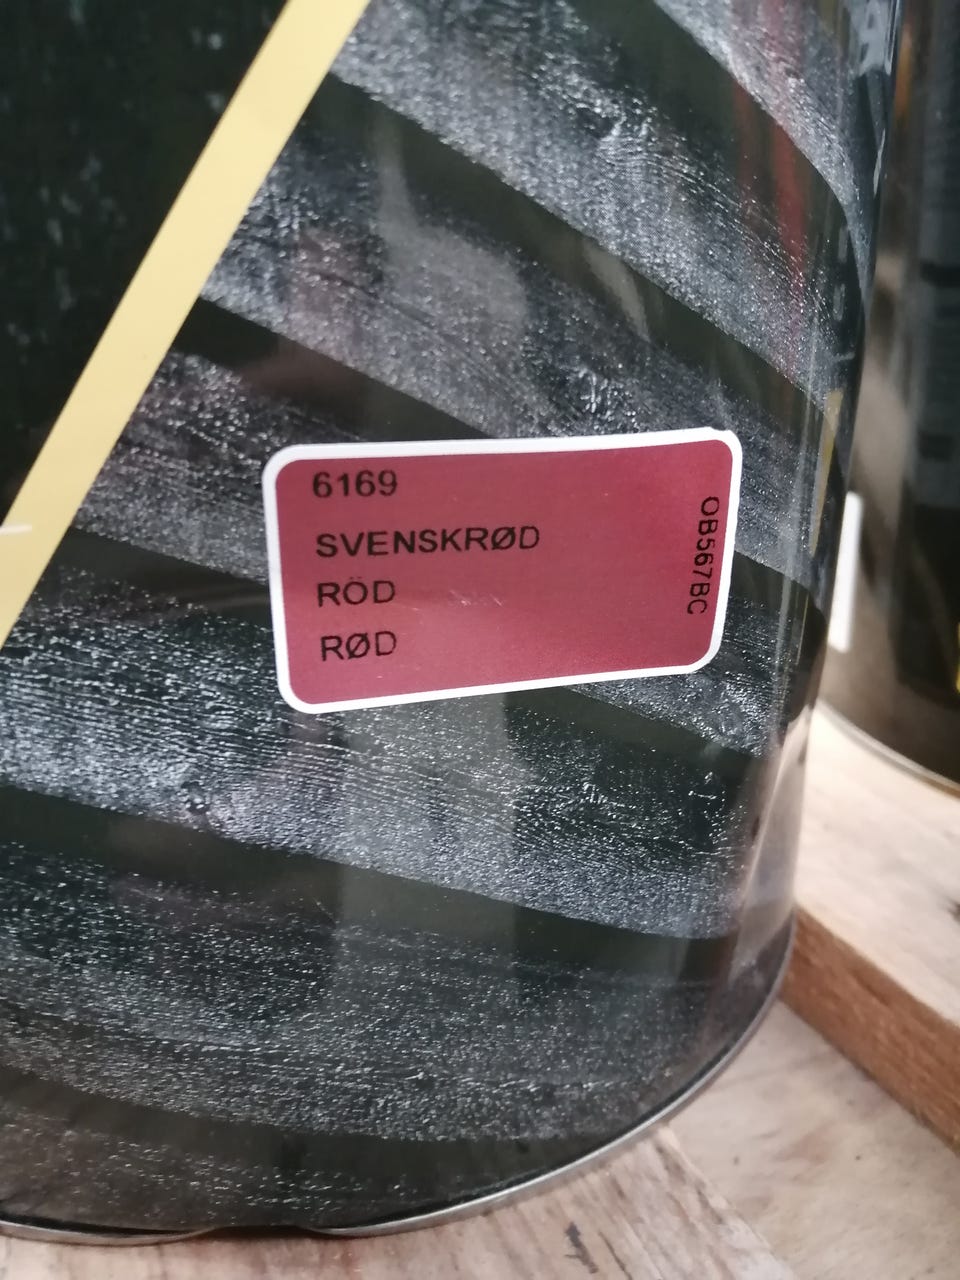 6169
SVENSKRØD
RÖD
RØD
OB567BC